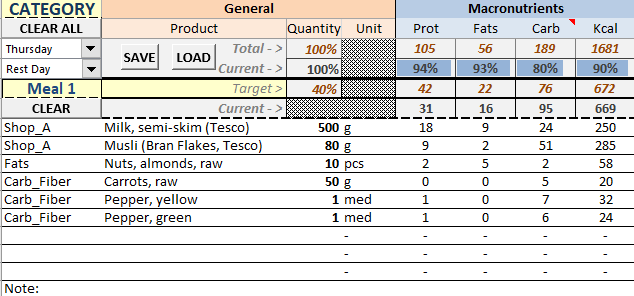 CATEGORY General Macronutrients
CLEAR ALL Product Quantity Unit Prot Fats Carb Kcal
Thursday SAVE LOAD Total - > 100% 105 56 189 1681
Rest Day Current - > 100% 94% 93% 80% 90%
Meal 1 Target - > 40% 42 22 76 672
CLEAR Current - > 31 16 95 669
Shop_A Milk, semi-skim (Tesco) 500 g 18 9 24 250
Shop_A Musli (Bran Flakes, Tesco) 80 g 9 2 51 285
Fats Nuts, almonds, raw 10 pcs 2 5 2 58
Carb_Fiber Carrots, raw 50 g 0 0 5 20
Carb_Fiber Pepper, yellow 1 med 1 0 7 32
Carb_Fiber Pepper, green 1 med 1 0 6 24
- - - -
- - - -
- - - -
Note: